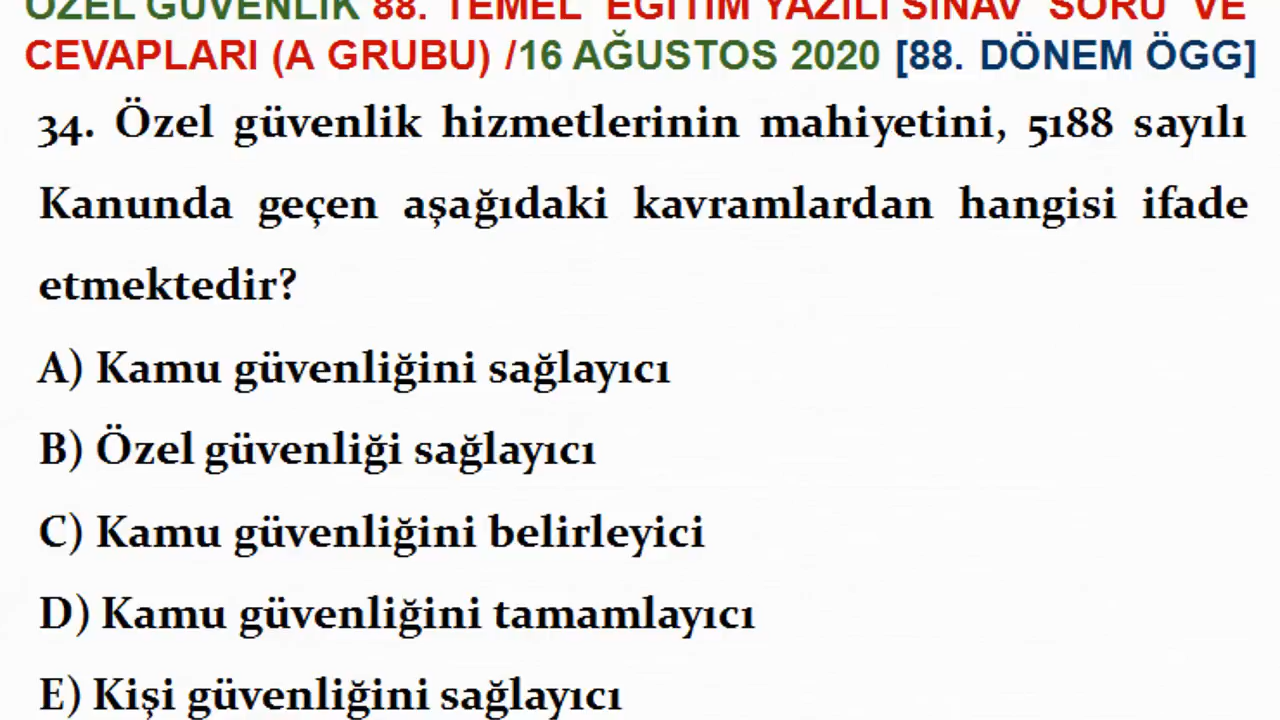 ÖZEL GÜVENLİK 88. TEMEL EĞİTİM YAZILI SINAV SORU VE
CEVAPLARI (A GRUBU) /16 AĞUSTOS 2020 [88. DÖNEM ÖGG]
34. Özel güvenlik hizmetlerinin mahiyetini, 5188 sayılı
Kanunda geçen aşağıdaki kavramlardan hangisi ifade
etmektedir?
A) Kamu güvenliğini sağlayıcı
B) Özel güvenliği sağlayıcı
C) Kamu güvenliğini belirleyici
D) Kamu güvenliğini tamamlayıcı
E) Kişi güvenliğini sağlayıcı